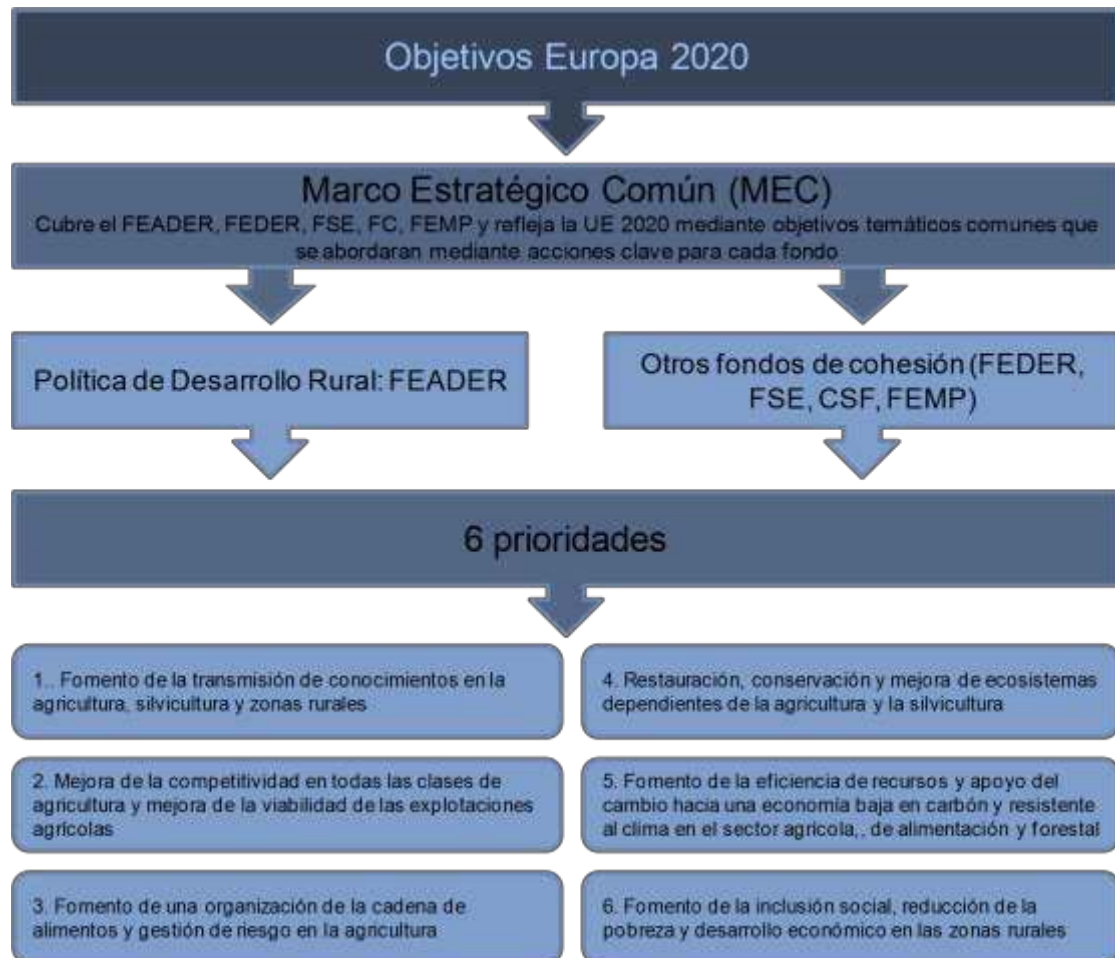 Objetivos Europa 2020
Marco Estratégico Común (MEC)
Cubre el FEADER, FEDER, FSE, FC, FEMP y refleja la UE 2020 mediante objetivos temáticos comunes que
se abordaran mediante acciones clave para cada fondo
Política de Desarrollo Rural: FEADER
Otros fondos de cohesión (FEDER,
FSE, CSF, FEMP)
6 prioridades
1.. Fomento de la transmisión de conocimientos en la
agricultura, silvicultura y zonas rurales
2. Mejora de la competitividad en todas las clases de
agricultura y mejora de la viabilidad de las explotaciones
agrícolas
3. Fomento de una organización de la cadena de
alimentos y gestión de riesgo en la agricultura
4. Restauración, conservación y mejora de ecosistemas
dependientes de la agricultura y la silvicultura
5. Fomento de la eficiencia de recursos y apoyo del
cambio hacia una economía baja en carbón y resistente
al clima en el sector agrícola,, de alimentación y forestal
6. Fomento de la inclusión social, reducción de la
pobreza y desarrollo económico en las zonas rurales